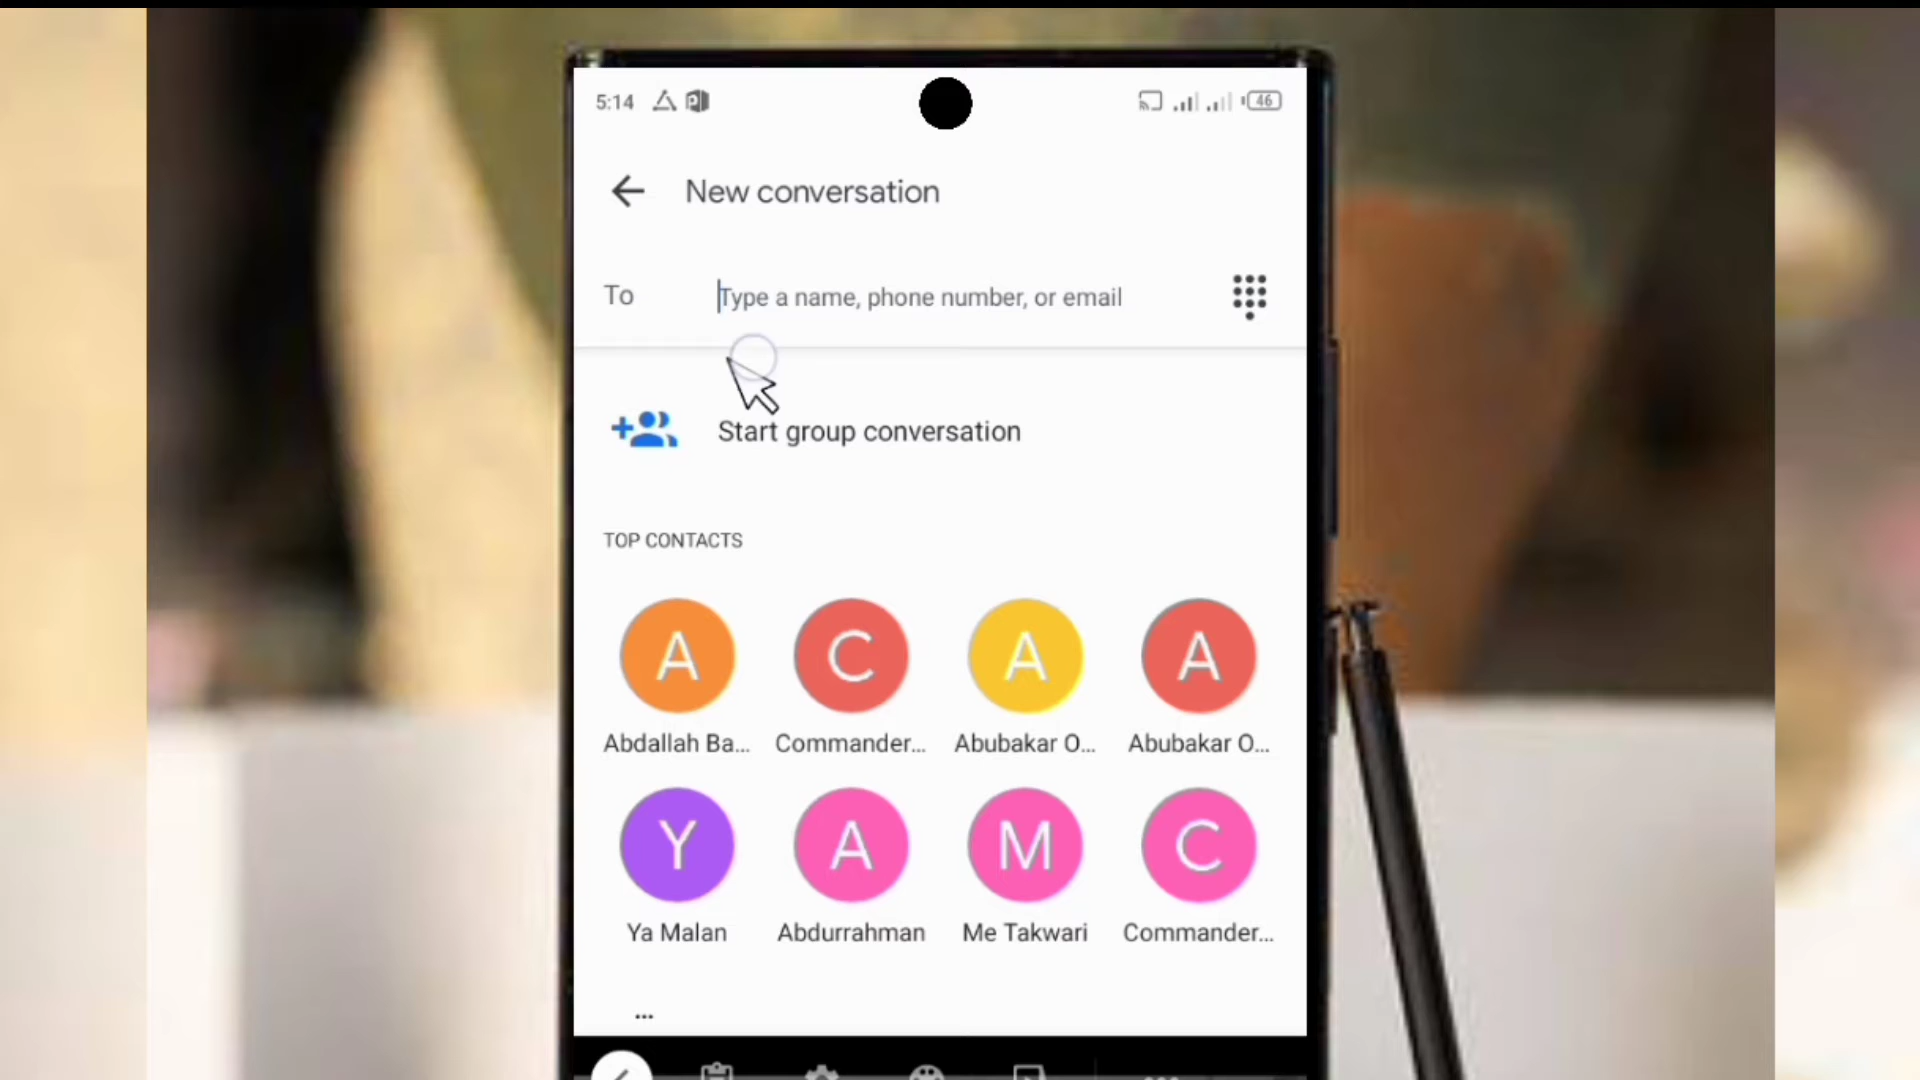 5:14
46
New conversation
To
Type a name, phone number, or email
Start group conversation
TOP CONTACTS
A C A A
Abdallah Ba... Commander... Abubakar O... Abubakar O...
Y A M C
Ya Malan Abdurrahman Me Takwari Commander...
...